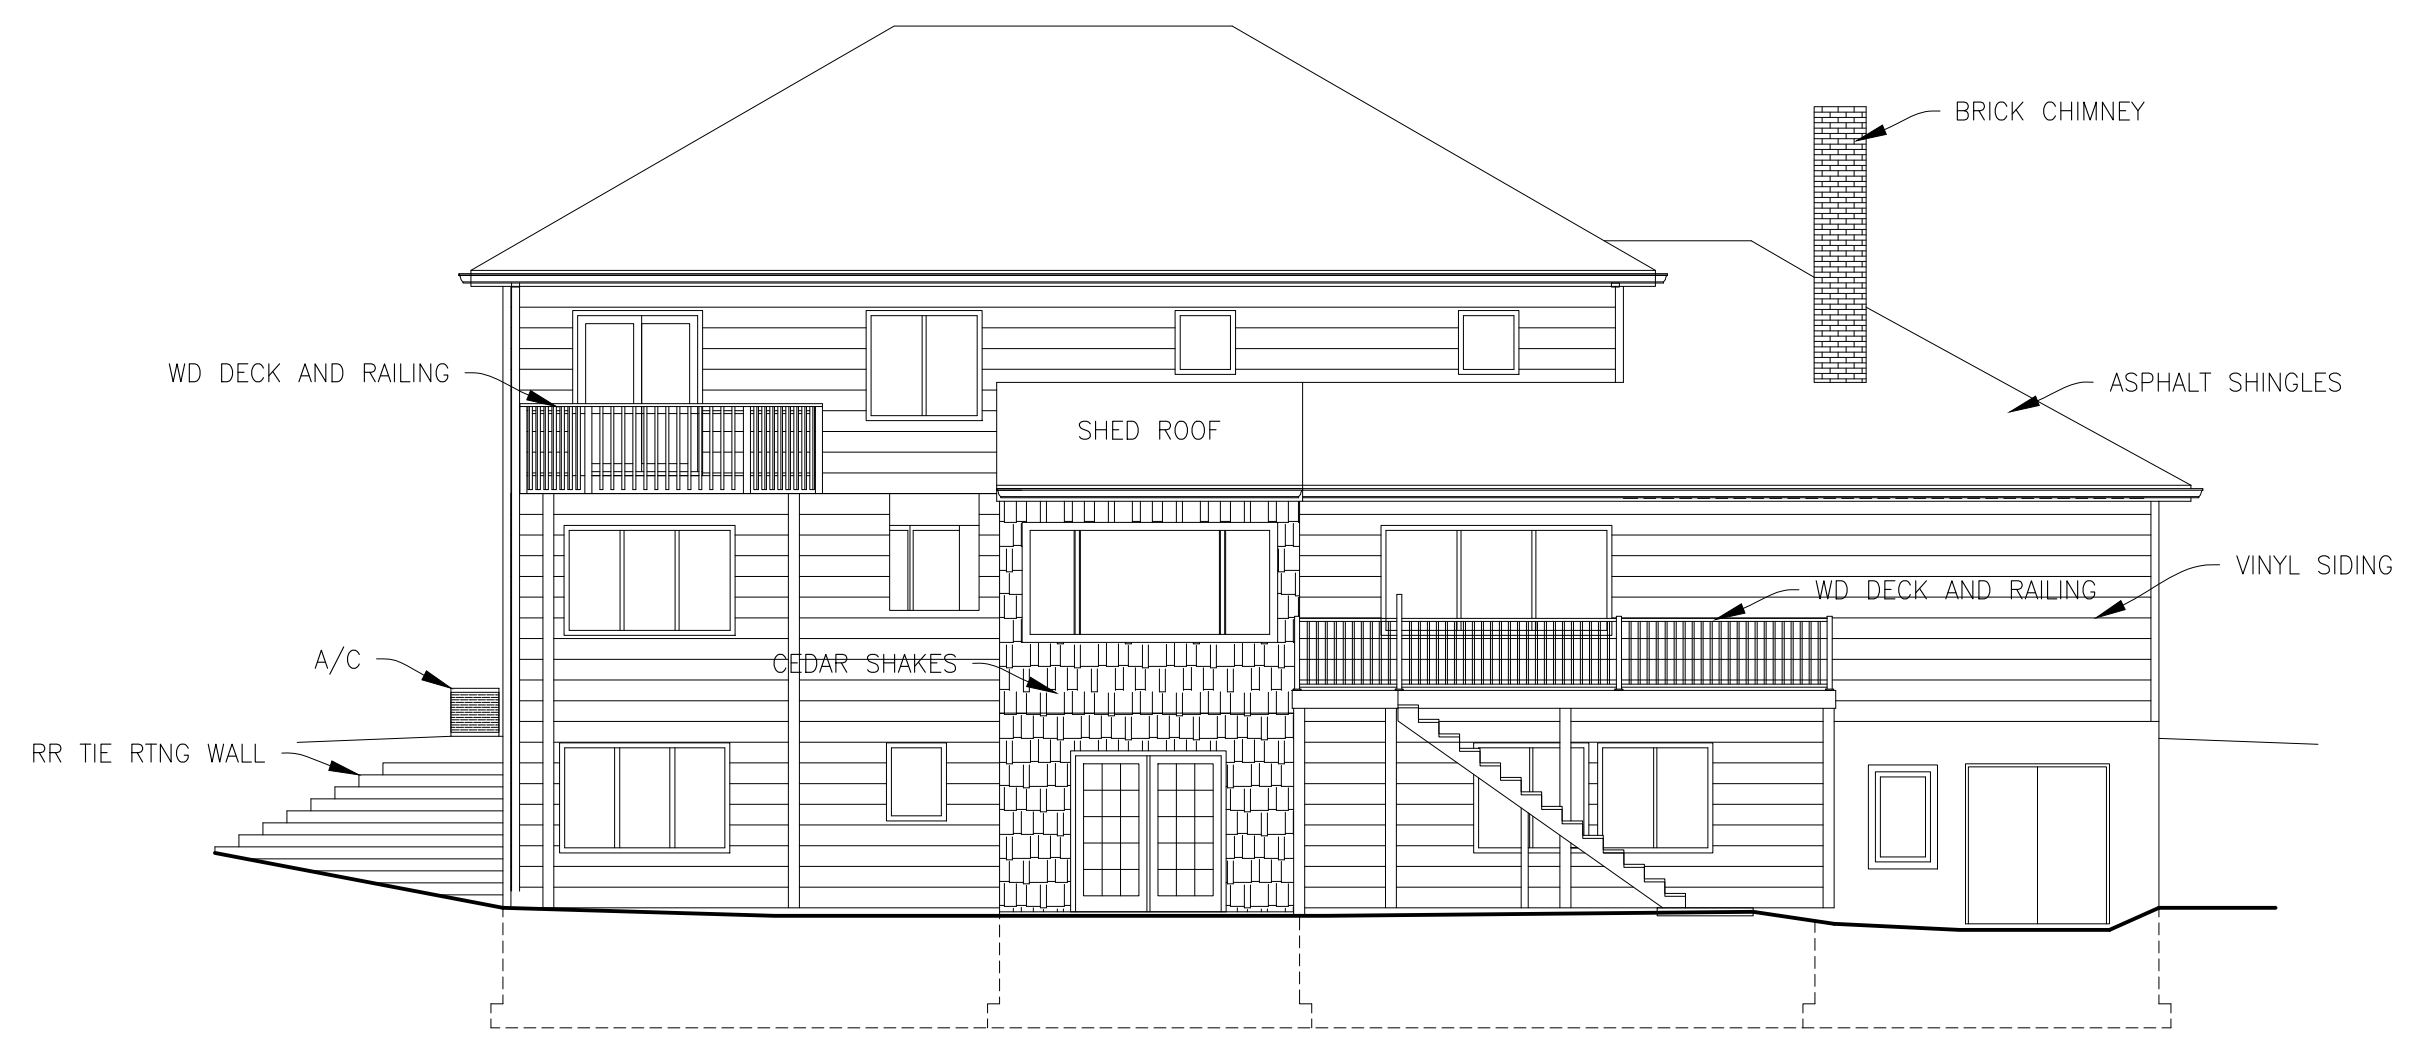 BRICK CHIMNEY
WD DECK AND RAILING
ASPHALT SHINGLES
SHED ROOF
VINYL SIDING
WD DECK AND RAILING
A/C
CEDAR SHAKES
RR TIE RTNG WALL